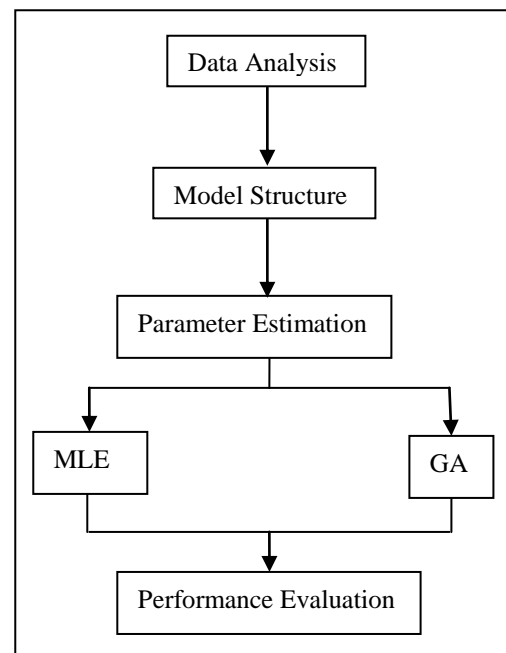 Data Analysis
Model Structure
Parameter Estimation
MLE
GA
Performance Evaluation